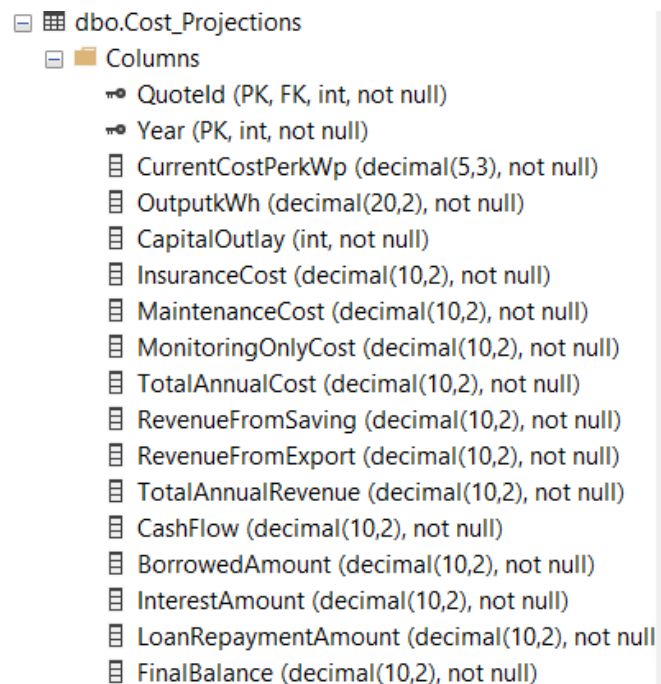 dbo.Cost_Projections
Columns
QuoteId (PK, FK, int, not null)
Year (PK, int, not null)
CurrentCostPerkWp (decimal(5,3), not null)
OutputkWh (decimal(20,2), not null)
CapitalOutlay (int, not null)
InsuranceCost (decimal(10,2), not null)
MaintenanceCost (decimal(10,2), not null)
MonitoringOnlyCost (decimal(10,2), not null)
TotalAnnualCost (decimal(10,2), not null)
RevenueFromSaving (decimal(10,2), not null)
RevenueFromExport (decimal(10,2), not null)
TotalAnnualRevenue (decimal(10,2), not null)
CashFlow (decimal(10,2), not null)
BorrowedAmount (decimal(10,2), not null)
InterestAmount (decimal(10,2), not null)
LoanRepaymentAmount (decimal(10,2), not null
FinalBalance (decimal(10,2), not null)